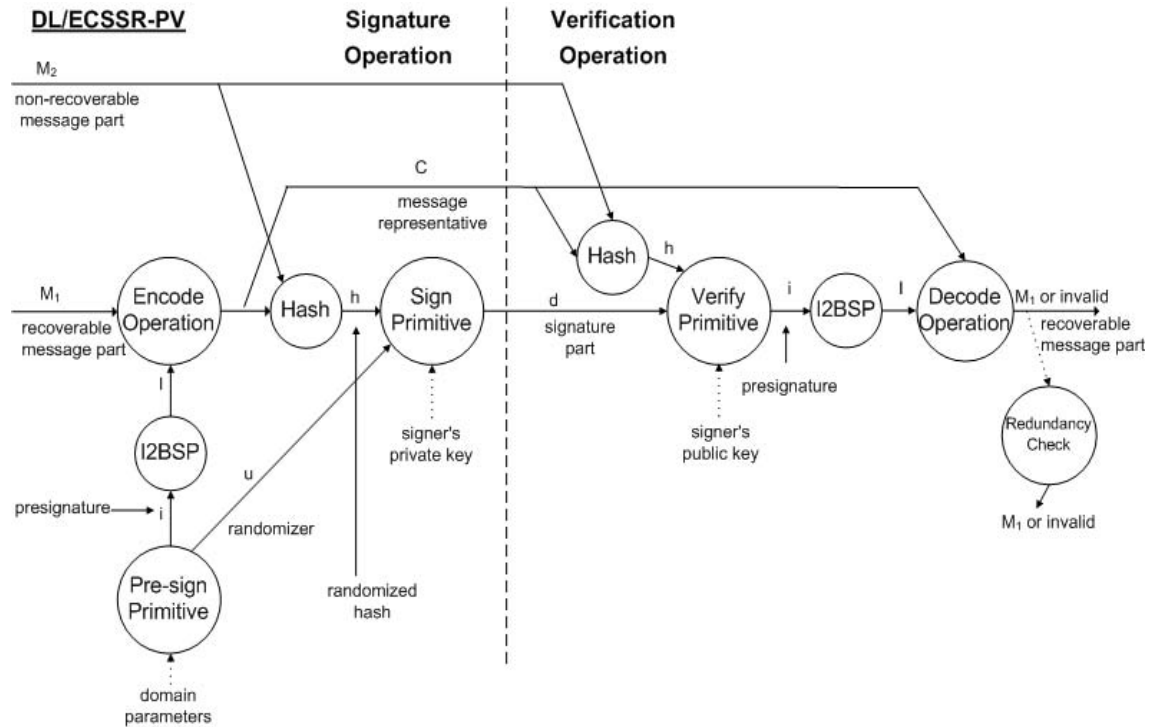 DL/ECSSR-PV
Signature
Operation
Verification
Operation
M2
non-recoverable
message part
C
message
representative
M1
recoverable
message part
Encode
Operation
Hash
h
Sign
Primitive
d
signature
part
Hash
h
Verify
Primitive
i
I2BSP
I
Decode
Operation
M1 or invalid
recoverable
message part
presignature
I
I2BSP
u
signer's
private key
signer's
public key
Redundancy
Check
presignature
i
randomizer
M1 or invalid
Pre-sign
Primitive
randomized
hash
domain
parameters